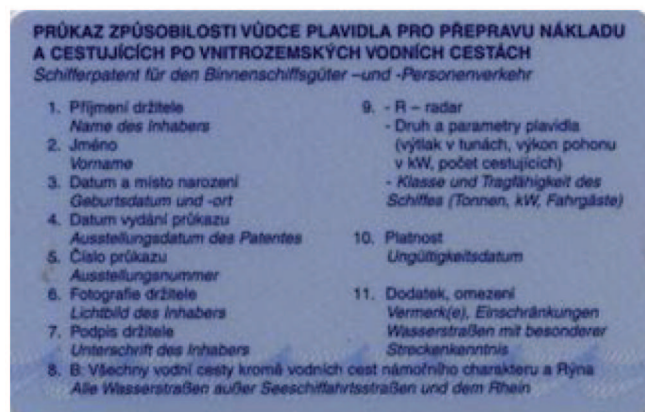 PRŮKAZ ZPŮSOBILOSTI VŮDCE PLAVIDLA PRO PŘEPRAVU NÁKLADU
A CESTUJÍCÍCH PO VNITROZEMSKÝCH VODNÍCH CESTÁCH
Schifferpatent für den Binnenschiffsgüter –und -Personenverkehr
1. Příjmení držitele
Name des Inhabers
2. Jméno
Vorname
3. Datum a místo narození
Geburtsdatum und -ort
4. Datum vydání průkazu
Ausstellungsdatum des Patentes
5. Číslo průkazu
Ausstellungsnummer
6. Fotografie držitele
Lichtbild des Inhabers
7. Podpis držitele
Unterschrift des Inhabers
8. B: Všechny vodní cesty kromě vodních cest námořního charakteru a Rýna
Alle Wasserstraßen außer Seeschiffahrtsstraßen und dem Rhein
9. - R – radar
- Druh a parametry plavidla
(výtlak v tunách, výkon pohonu
v kW, počet cestujících)
- Klasse und Tragfähigkeit des
Schiffes (Tonnen, kW, Fahrgäste)
10. Platnost
Ungültigkeitsdatum
11. Dodatek, omezení
Vermerk(e), Einschränkungen
Wasserstraßen mit besonderer
Streckenkenntnis